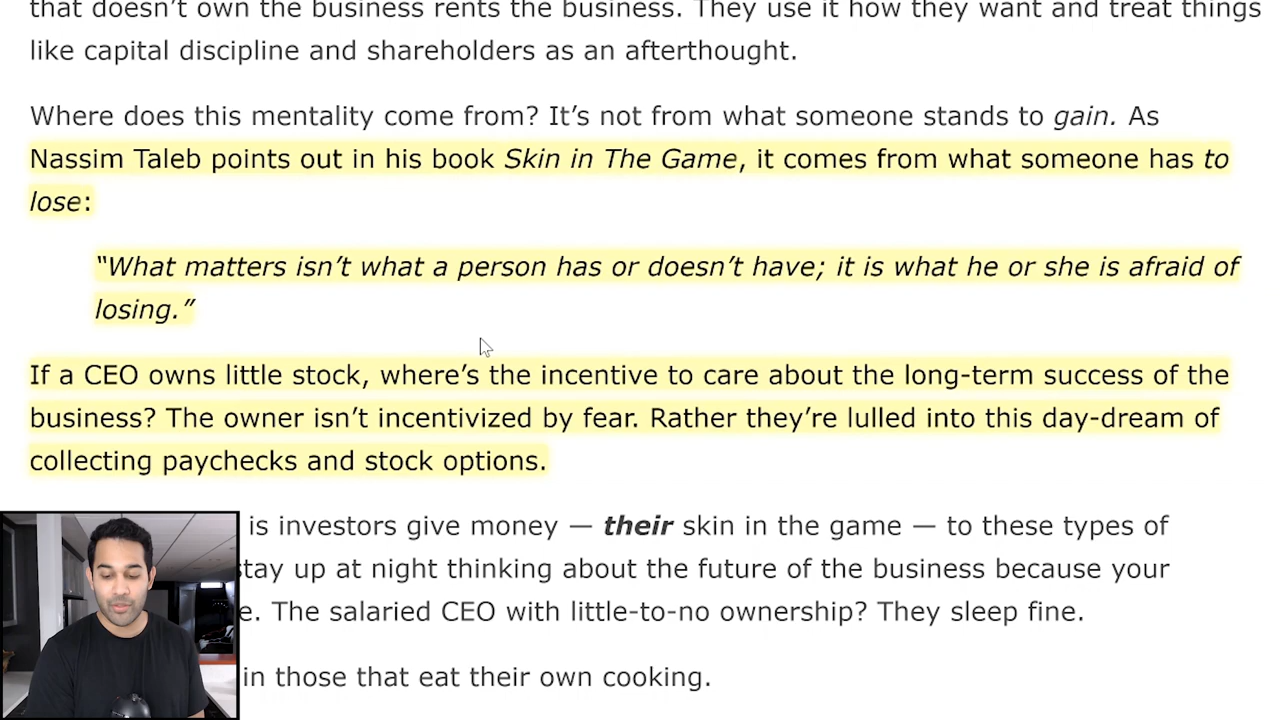 that doesn’t own the business rents the business. They use it how they want and treat things
like capital discipline and shareholders as an afterthought.
Where does this mentality come from? It’s not from what someone stands to gain. As
Nassim Taleb points out in his book Skin in The Game, it comes from what someone has to
lose:
“What matters isn’t what a person has or doesn’t have; it is what he or she is afraid of
losing.”
If a CEO owns little stock, where’s the incentive to care about the long-term success of the
business? The owner isn’t incentivized by fear. Rather they’re lulled into this day-dream of
collecting paychecks and stock options.
is investors give money — their skin in the game — to these types of
stay up at night thinking about the future of the business because your
e. The salaried CEO with little-to-no ownership? They sleep fine.
in those that eat their own cooking.